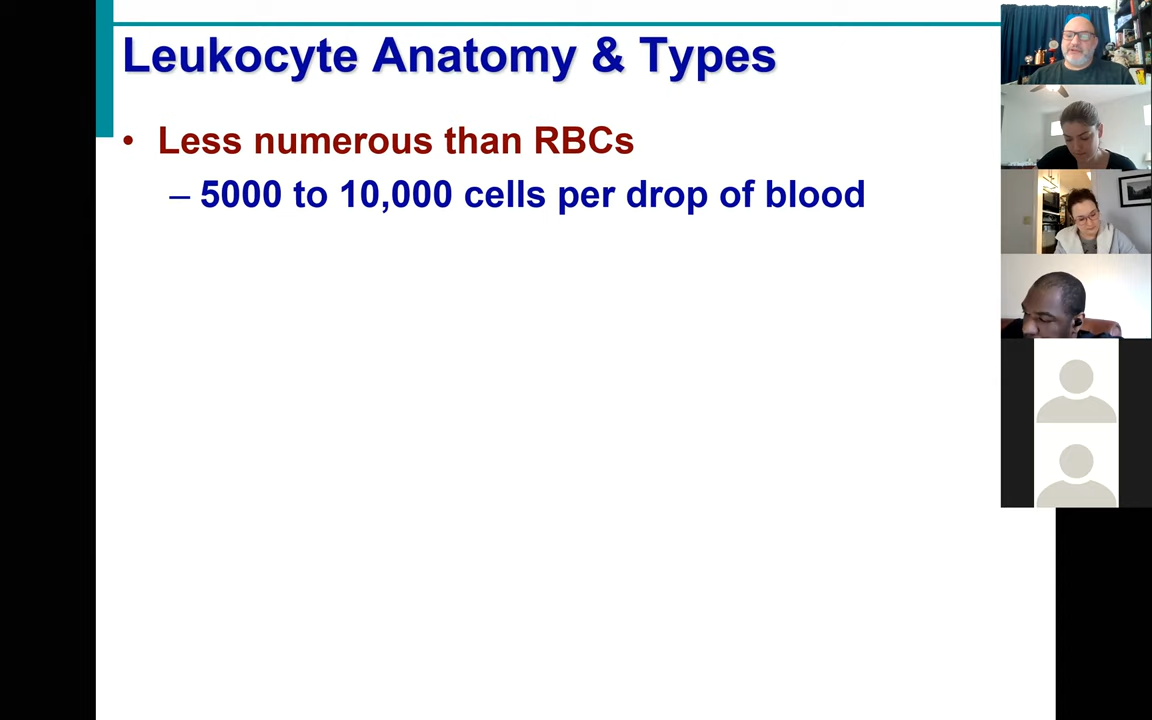 Leukocyte Anatomy & Types
• Less numerous than RBCs
– 5000 to 10,000 cells per drop of blood